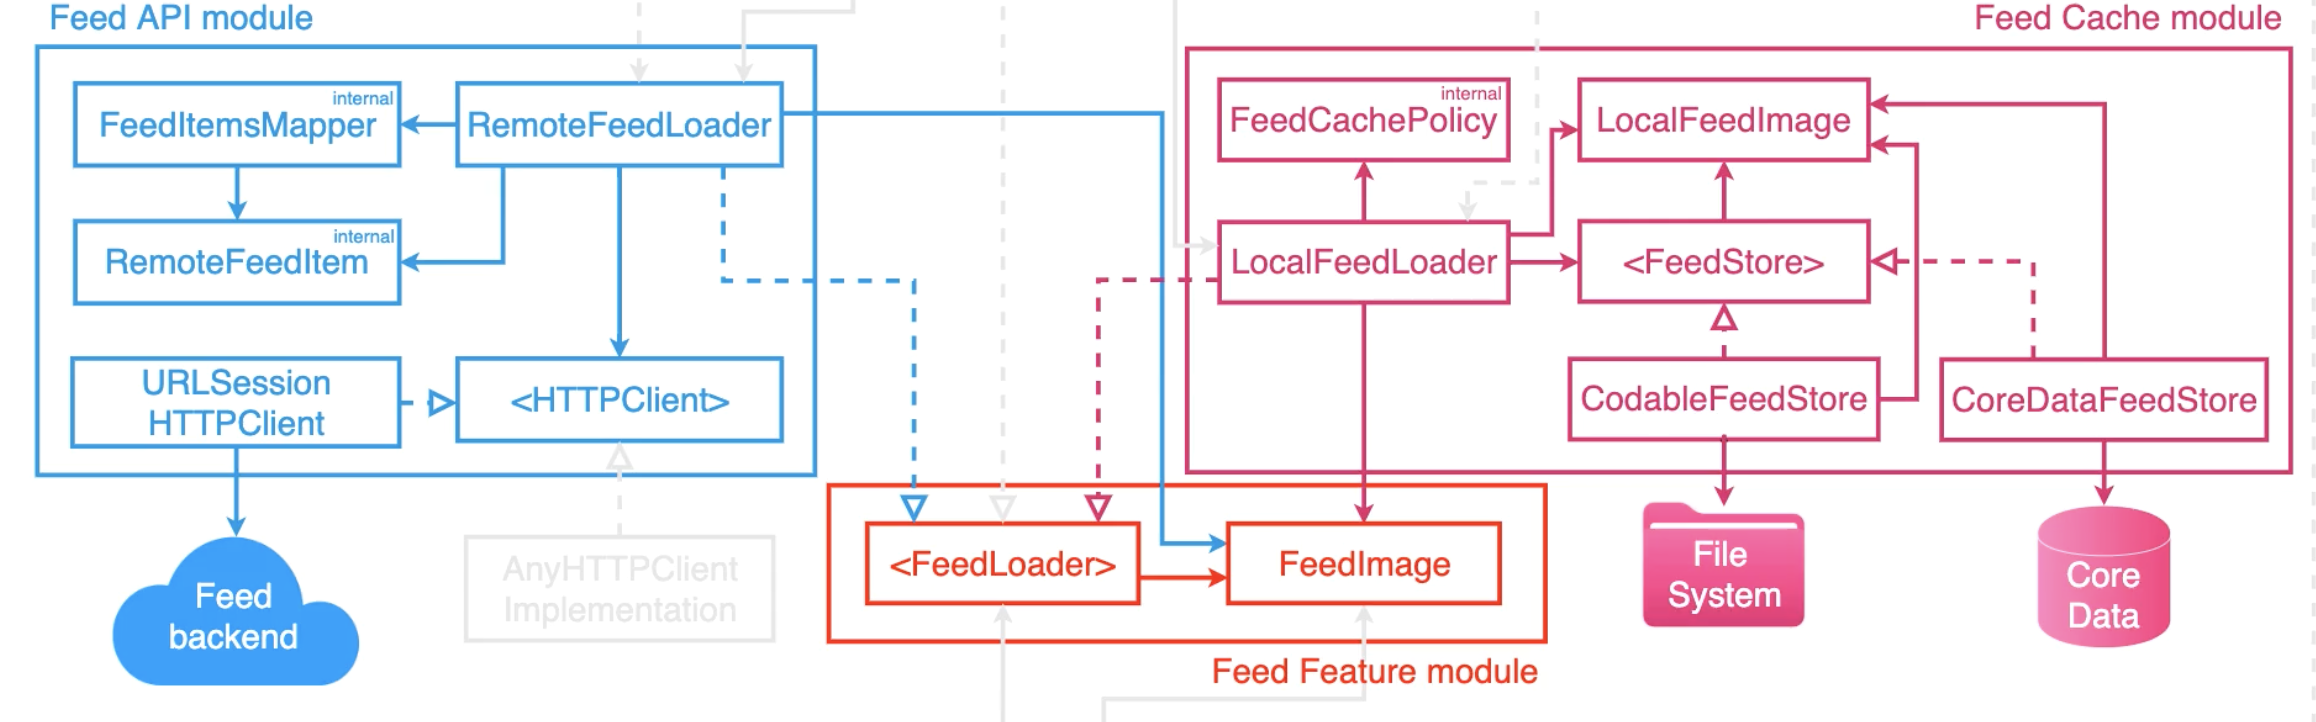 Feed API module
Feed Cache module
internal
FeedItemsMapper
RemoteFeedLoader
internal
FeedCachePolicy
LocalFeedImage
internal
RemoteFeedItem
LocalFeedLoader
<FeedStore>
URLSession
HTTPClient
<HTTPClient>
CodableFeedStore
CoreDataFeedStore
AnyHTTPClient
Implementation
<FeedLoader>
FeedImage
Feed
backend
File
System
Core
Data
Feed Feature module